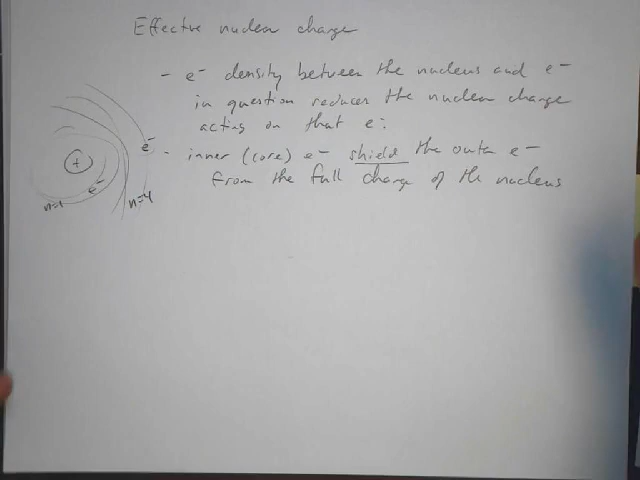 Effective nuclear charge
- e⁻ density between the nucleus and e⁻
in question reduces the nuclear charge
acting on that e⁻.
- inner (core) e⁻ shield the outer e⁻
from the full charge of the nucleus
+
e⁻
e⁻
n=1
n=4